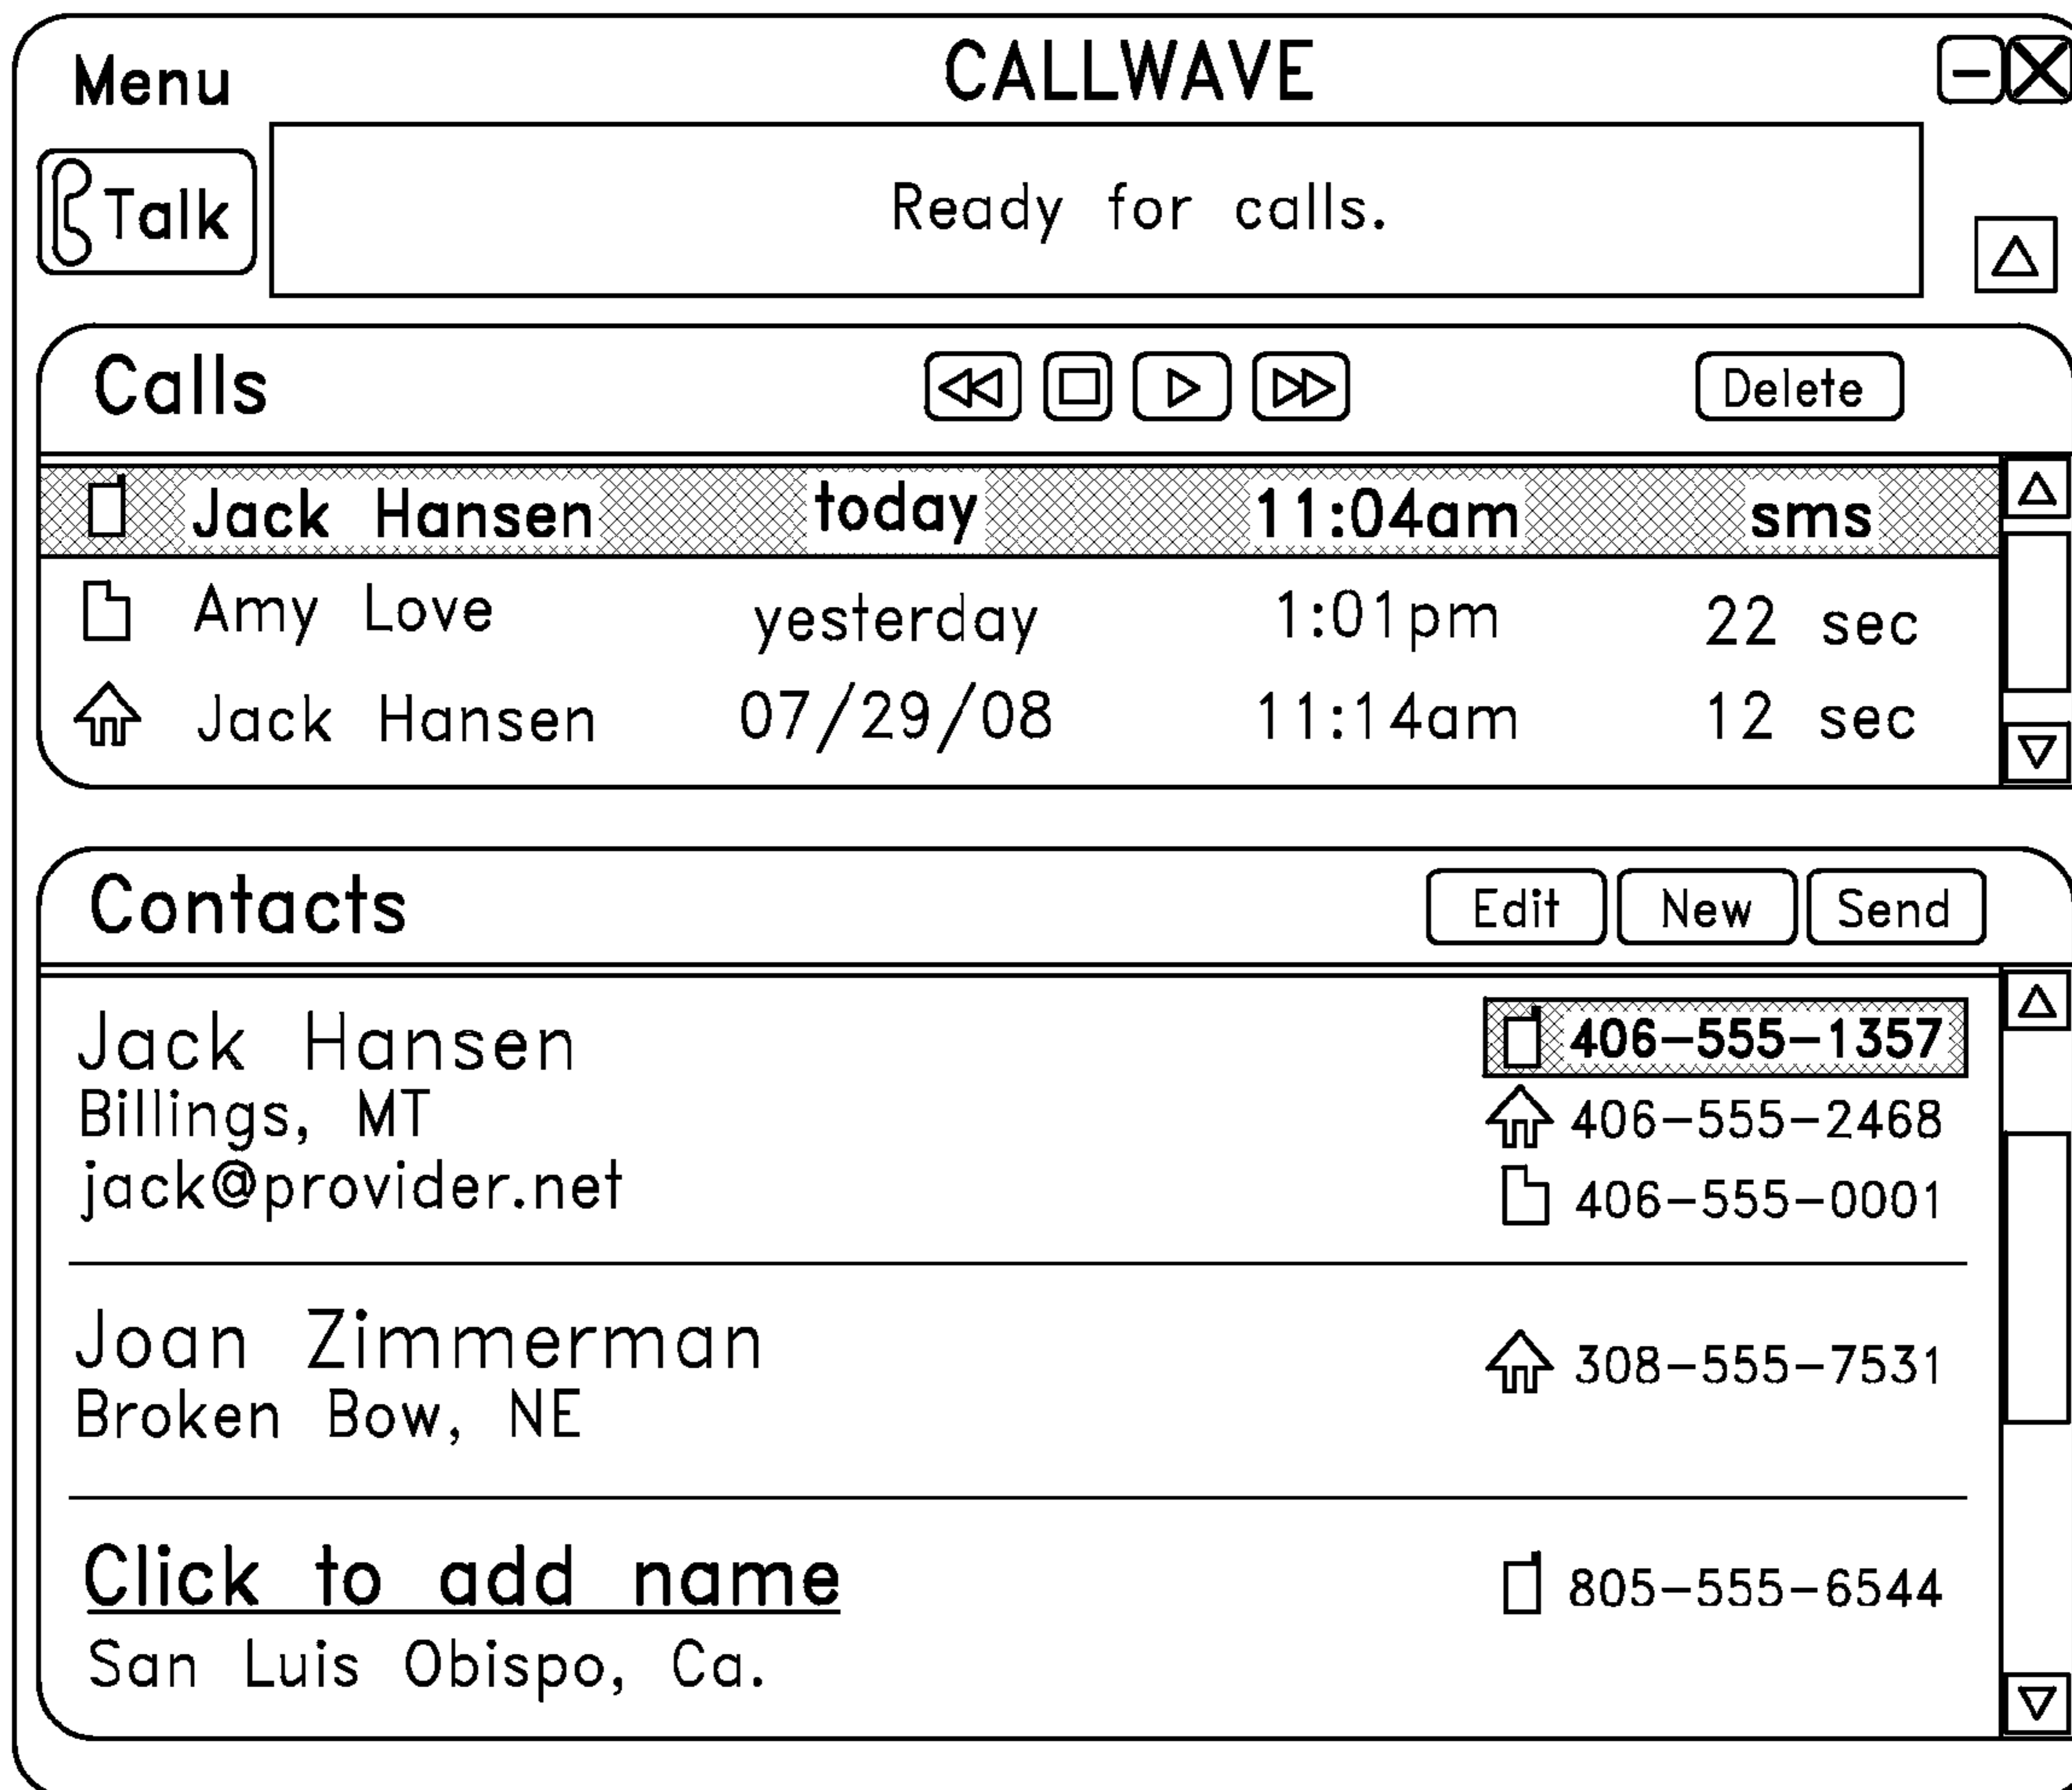 Menu CALLWAVE
Talk Ready for calls.
Calls Delete
Jack Hansen today 11:04am sms
Amy Love yesterday 1:01pm 22 sec
Jack Hansen 07/29/08 11:14am 12 sec
Contacts Edit New Send
Jack Hansen 406-555-1357
Billings, MT 406-555-2468
jack@provider.net 406-555-0001
Joan Zimmerman 308-555-7531
Broken Bow, NE
Click to add name 805-555-6544
San Luis Obispo, Ca.